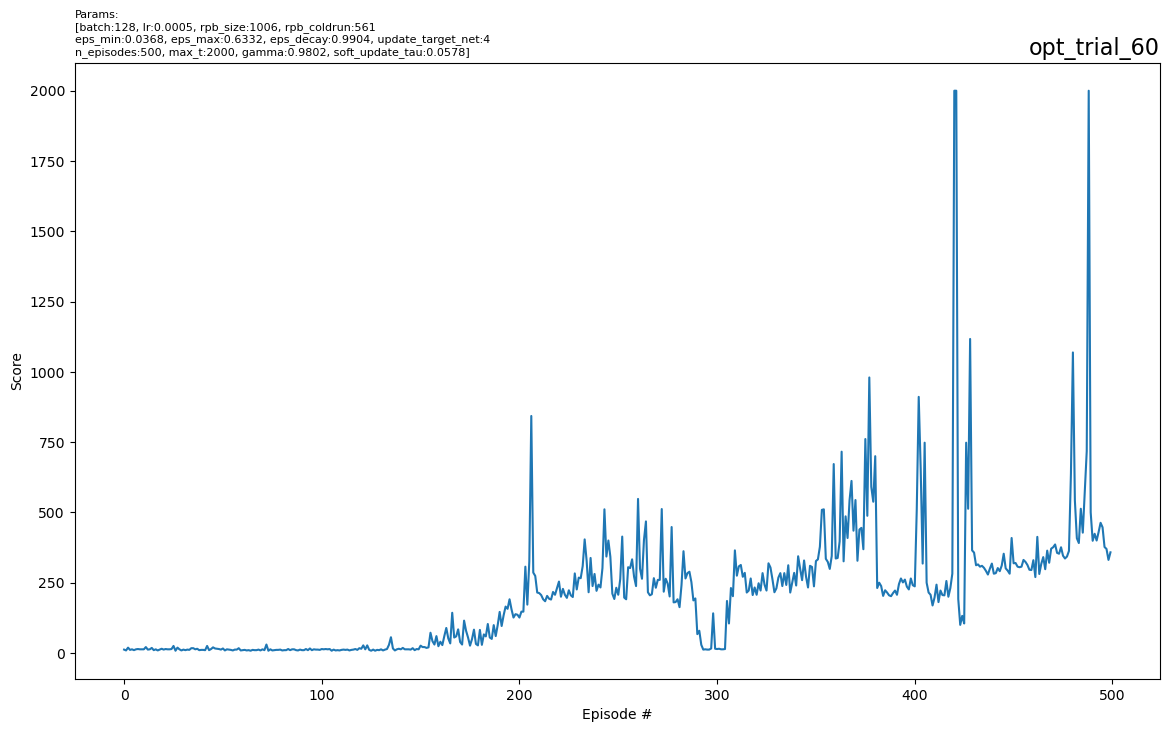 Params:
[batch:128, lr:0.0005, rpb_size:1006, rpb_coldrun:561
eps_min:0.0368, eps_max:0.6332, eps_decay:0.9904, update_target_net:4
n_episodes:500, max_t:2000, gamma:0.9802, soft_update_tau:0.0578]
opt_trial_60
2000
1750
1500
1250
1000
750
500
250
0
Score
0
100
200
300
400
500
Episode #